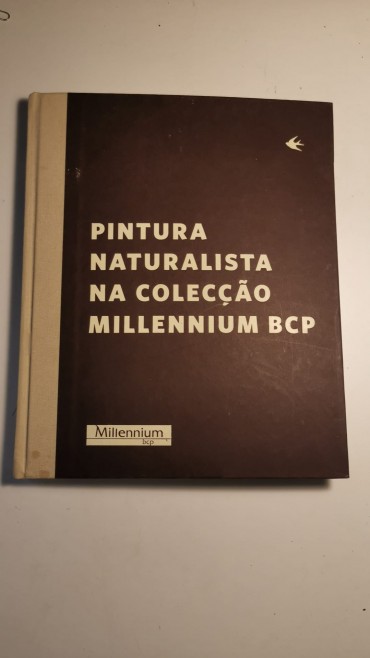 PINTURA
NATURALISTA
NA COLECÇÃO
MILLENNIUM BCP
Millennium
bcp